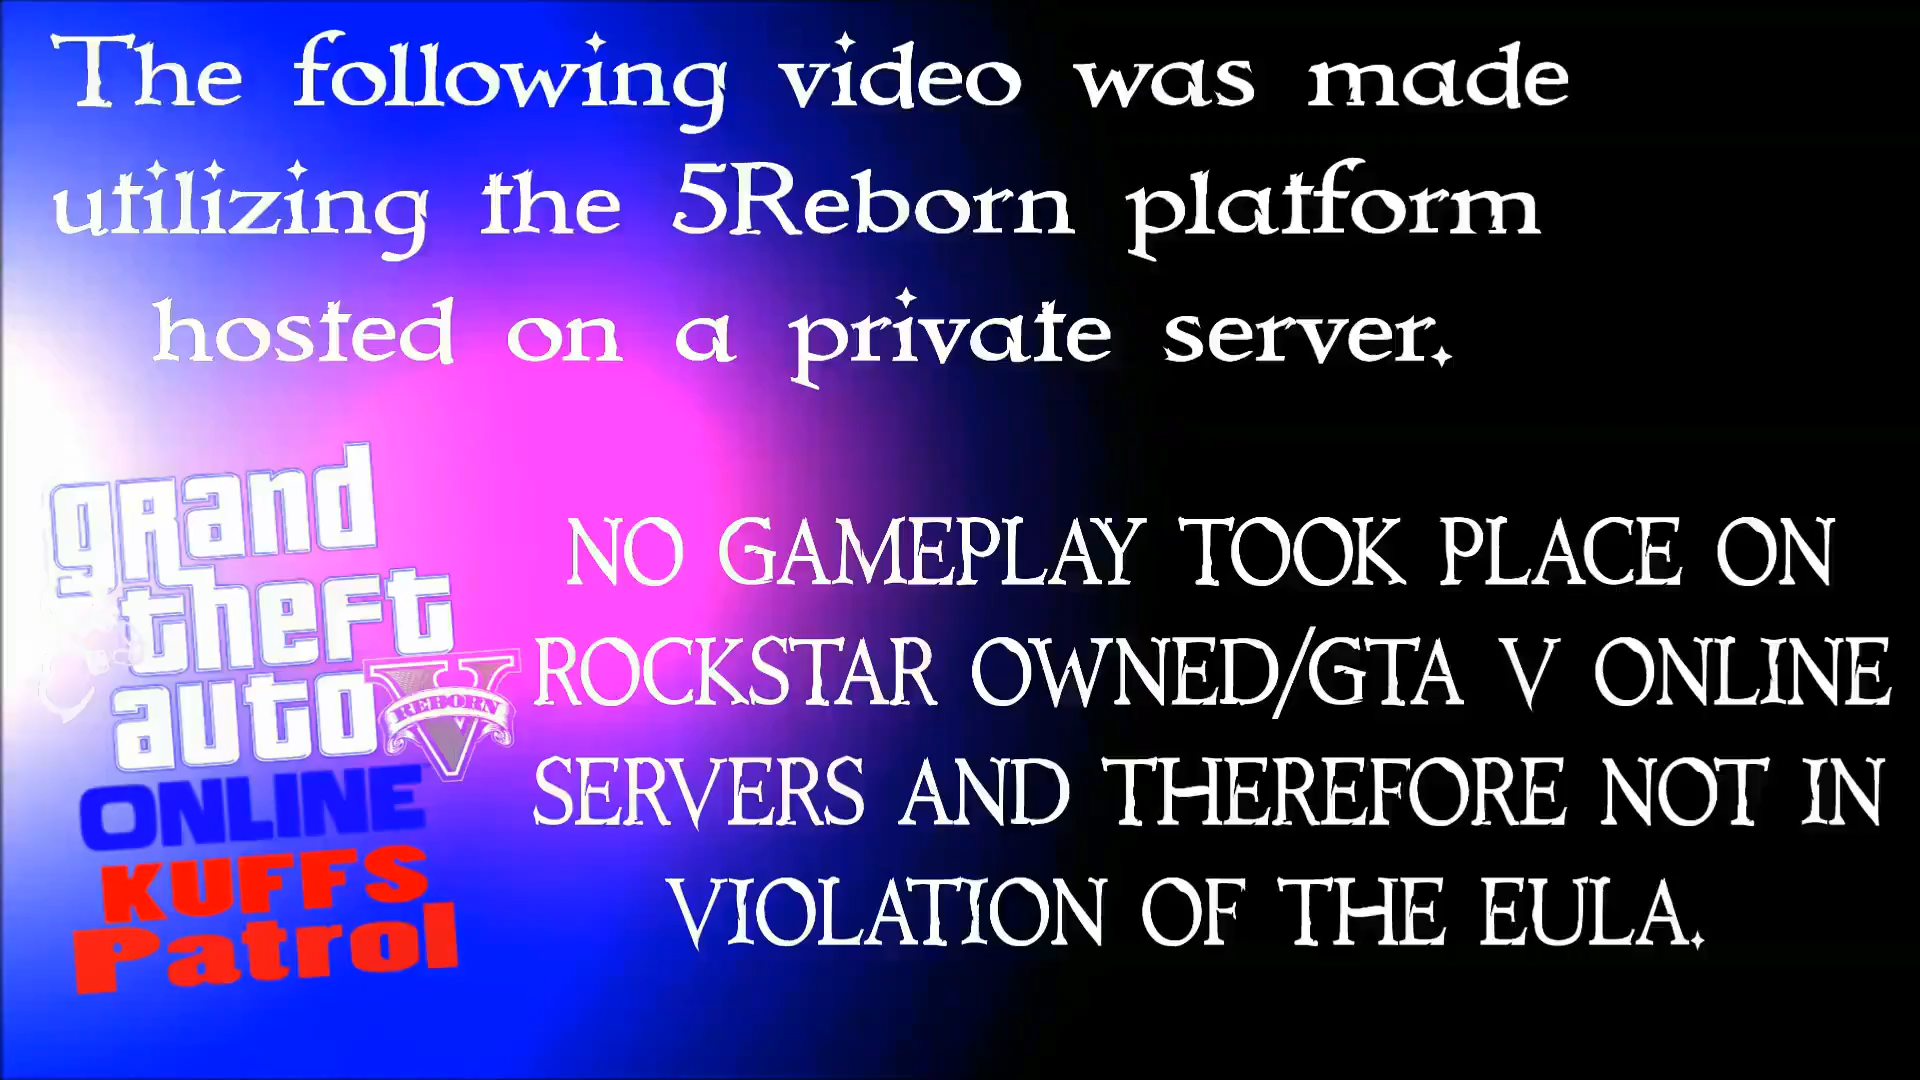 The following video was made
utilizing the 5Reborn platform
hosted on a private server.
grand
theft
auto
V
REBORN
ONLINE
KUFFS
Patrol
NO GAMEPLAY TOOK PLACE ON
ROCKSTAR OWNED/GTA V ONLINE
SERVERS AND THEREFORE NOT IN
VIOLATION OF THE EULA.